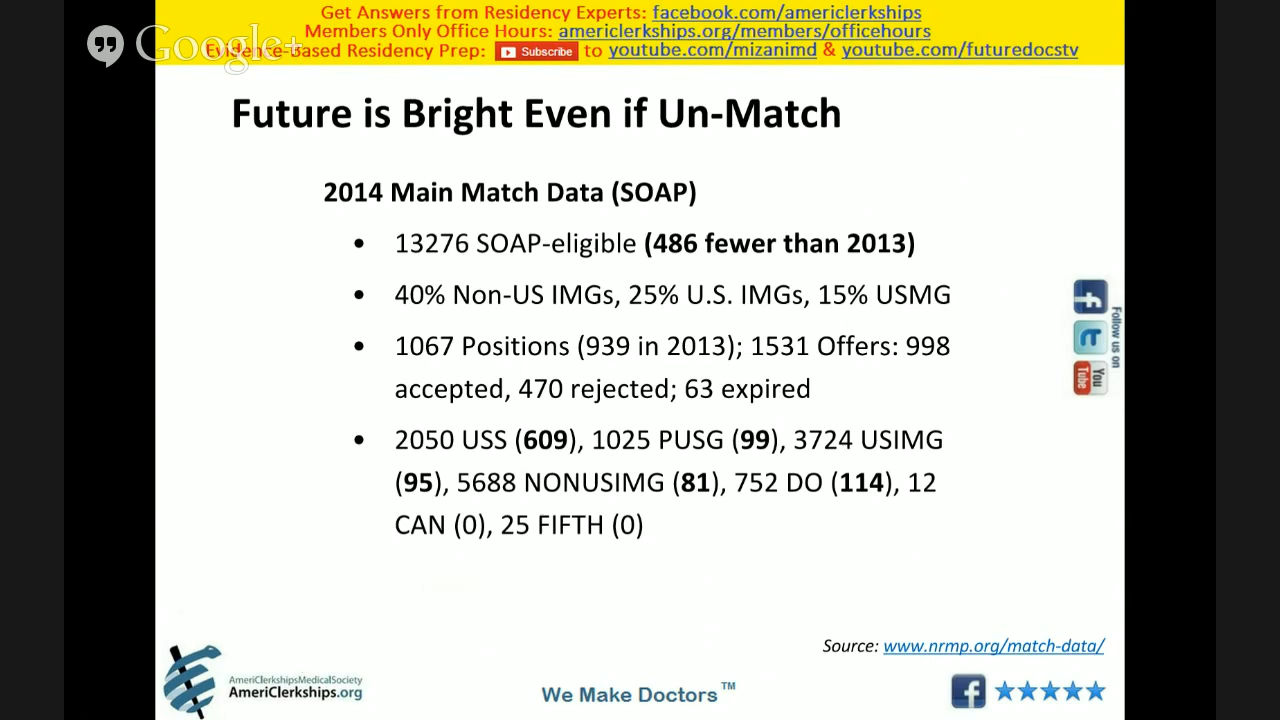 Get Answers from Residency Experts: facebook.com/americlerkships
Members Only Office Hours: americlerkships.org/members/officehours
Google+
Evidence-Based Residency Prep: Subscribe to youtube.com/mizanimd & youtube.com/futuredocstv
Future is Bright Even if Un-Match
2014 Main Match Data (SOAP)
• 13276 SOAP-eligible (486 fewer than 2013)
• 40% Non-US IMGs, 25% U.S. IMGs, 15% USMG
• 1067 Positions (939 in 2013); 1531 Offers: 998
accepted, 470 rejected; 63 expired
• 2050 USS (609), 1025 PUSG (99), 3724 USIMG
(95), 5688 NONUSIMG (81), 752 DO (114), 12
CAN (0), 25 FIFTH (0)
Follow us on
f
t
You
Tube
Source: www.nrmp.org/match-data/
AmeriClerkshipsMedicalSociety
AmeriClerkships.org
We Make Doctors™
f